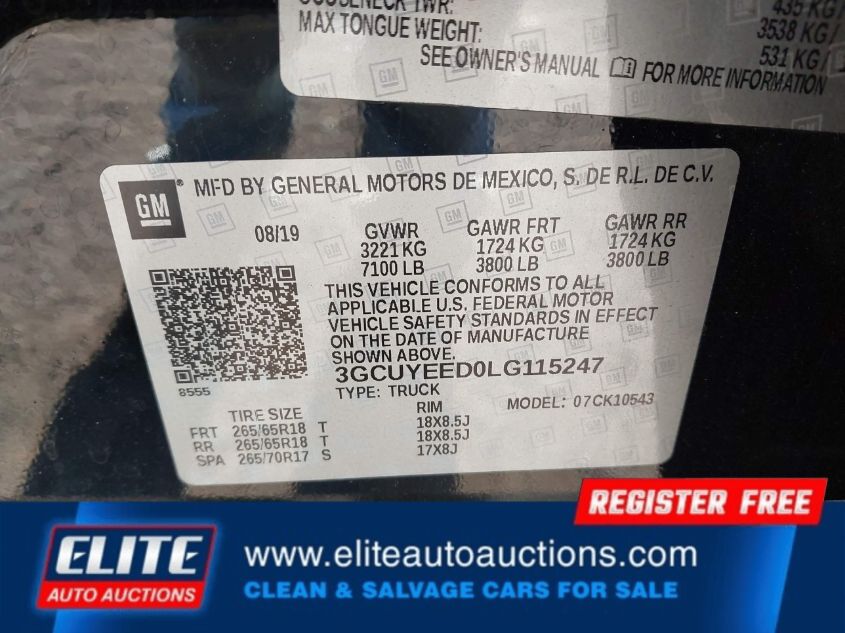 GOOSENECK TWR:
MAX TONGUE WEIGHT:
435 KG
3538 KG/
531 KG/
SEE OWNER'S MANUAL FOR MORE INFORMATION
GM MFD BY GENERAL MOTORS DE MEXICO, S. DE R.L. DE C.V.
08/19 GVWR GAWR FRT GAWR RR
3221 KG 1724 KG 1724 KG
7100 LB 3800 LB 3800 LB
THIS VEHICLE CONFORMS TO ALL
APPLICABLE U.S. FEDERAL MOTOR
VEHICLE SAFETY STANDARDS IN EFFECT
ON THE DATE OF MANUFACTURE
SHOWN ABOVE.
3GCUYEED0LG115247
8555
TYPE: TRUCK MODEL: 07CK10543
TIRE SIZE RIM
FRT 265/65R18 T 18X8.5J
RR 265/65R18 T 18X8.5J
SPA 265/70R17 S 17X8J
REGISTER FREE
ELITE
AUTO AUCTIONS
www.eliteautoauctions.com
CLEAN & SALVAGE CARS FOR SALE